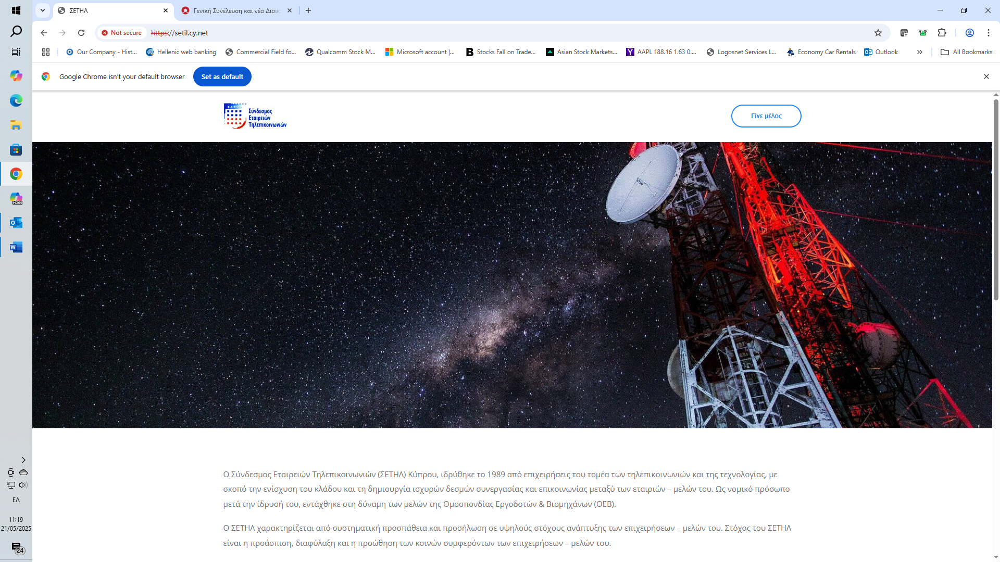 ΣΕΤΗΛ
Γενική Συνέλευση και νέο Διοικ
Not secure
https://setil.cy.net
Our Company - Hist...
Hellenic web banking
Commercial Field fo...
Qualcomm Stock M...
Microsoft account |...
Stocks Fall on Trade...
Asian Stock Markets...
AAPL 188.16 1.63 0....
Logosnet Services L...
Economy Car Rentals
Outlook
All Bookmarks
Google Chrome isn't your default browser
Set as default
Σ.Ε.ΤΗΛ.
Σύνδεσμος
Εταιρειών
Τηλεπικοινωνιών
Γίνε μέλος
M365
Ο Σύνδεσμος Εταιρειών Τηλεπικοινωνιών (ΣΕΤΗΛ) Κύπρου, ιδρύθηκε το 1989 από επιχειρήσεις του τομέα των τηλεπικοινωνιών και της τεχνολογίας, με
σκοπό την ενίσχυση του κλάδου και τη δημιουργία ισχυρών δεσμών συνεργασίας και επικοινωνίας μεταξύ των εταιριών – μελών του. Ως νομικό πρόσωπο
μετά την ίδρυσή του, εντάχθηκε στη δύναμη των μελών της Ομοσπονδίας Εργοδοτών & Βιομηχάνων (ΟΕΒ).
Ο ΣΕΤΗΛ χαρακτηρίζεται από συστηματική προσπάθεια και προσήλωση σε υψηλούς στόχους ανάπτυξης των επιχειρήσεων – μελών του. Στόχος του ΣΕΤΗΛ
είναι η προάσπιση, διαφύλαξη και η προώθηση των κοινών συμφερόντων των επιχειρήσεων – μελών του.
ΕΛ
11:19
21/05/2025
24